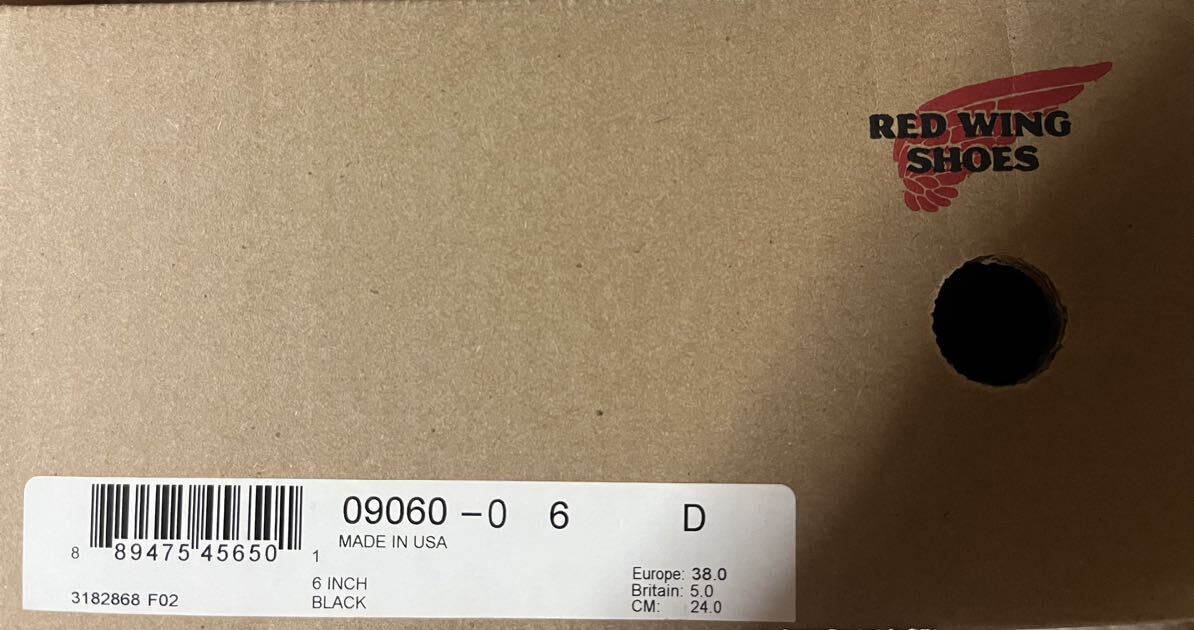 RED WING
SHOES
09060 -0 6 D
MADE IN USA
8 89475 45650 1
6 INCH
BLACK
3182868 F02
Europe: 38.0
Britain: 5.0
CM: 24.0